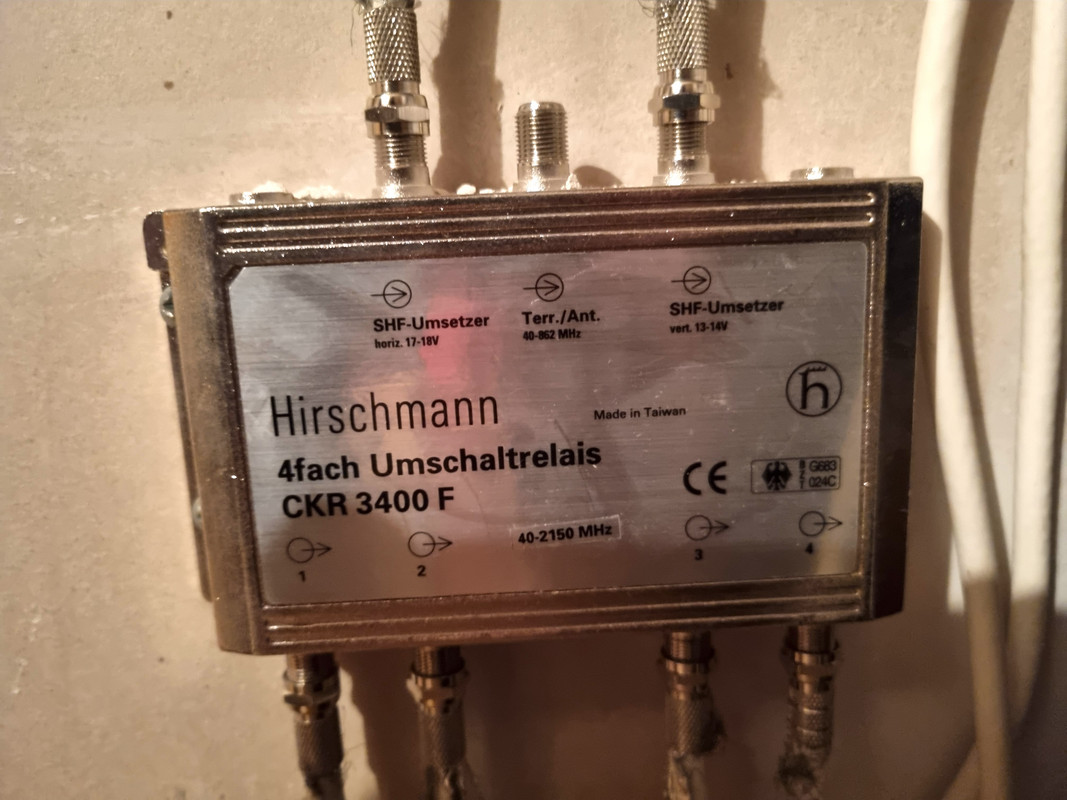 SHF-Umsetzer
horiz. 17-18V
Terr./Ant.
40-862 MHz
SHF-Umsetzer
vert. 13-14V
Hirschmann
Made in Taiwan
h
4fach Umschaltrelais
CKR 3400 F
CE
BZT
G683
024C
40-2150 MHz
1
2
3
4